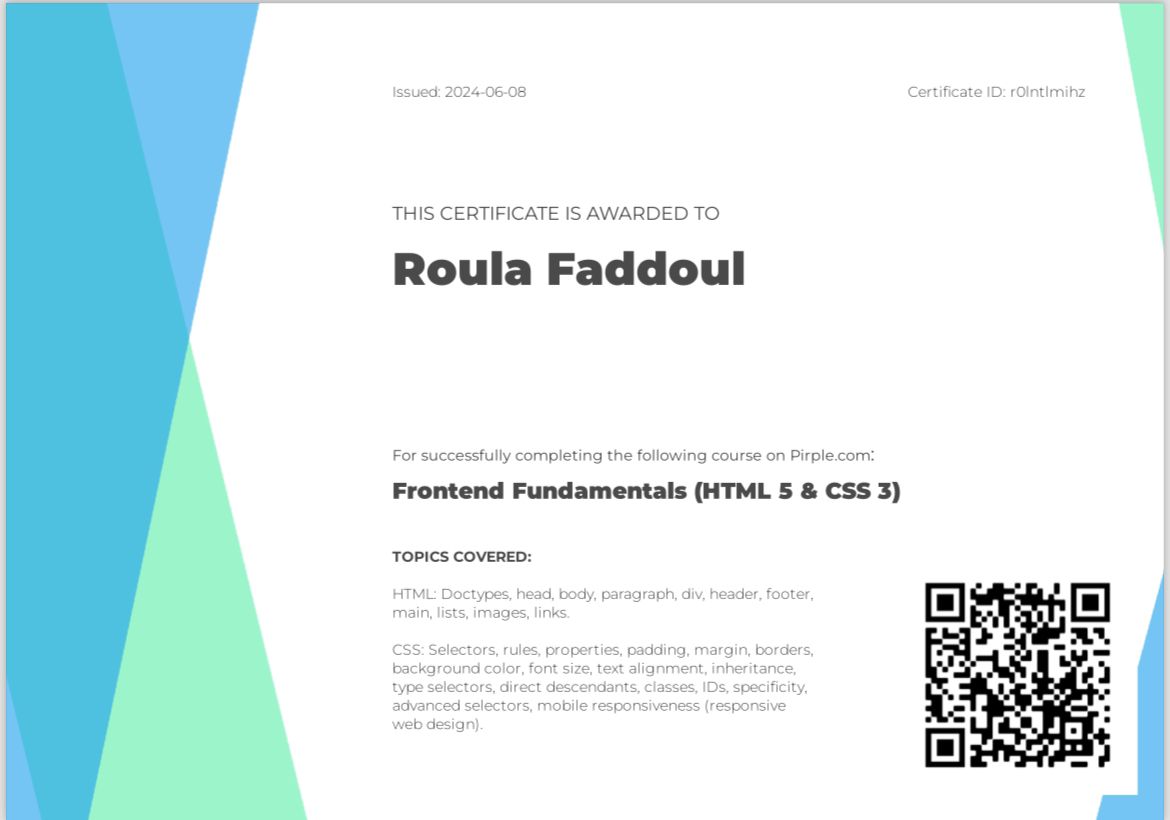 Issued: 2024-06-08
Certificate ID: r0lntlmihz
THIS CERTIFICATE IS AWARDED TO
Roula Faddoul
For successfully completing the following course on Pirple.com:
Frontend Fundamentals (HTML 5 & CSS 3)
TOPICS COVERED:
HTML: Doctypes, head, body, paragraph, div, header, footer,
main, lists, images, links.
CSS: Selectors, rules, properties, padding, margin, borders,
background color, font size, text alignment, inheritance,
type selectors, direct descendants, classes, IDs, specificity,
advanced selectors, mobile responsiveness (responsive
web design).